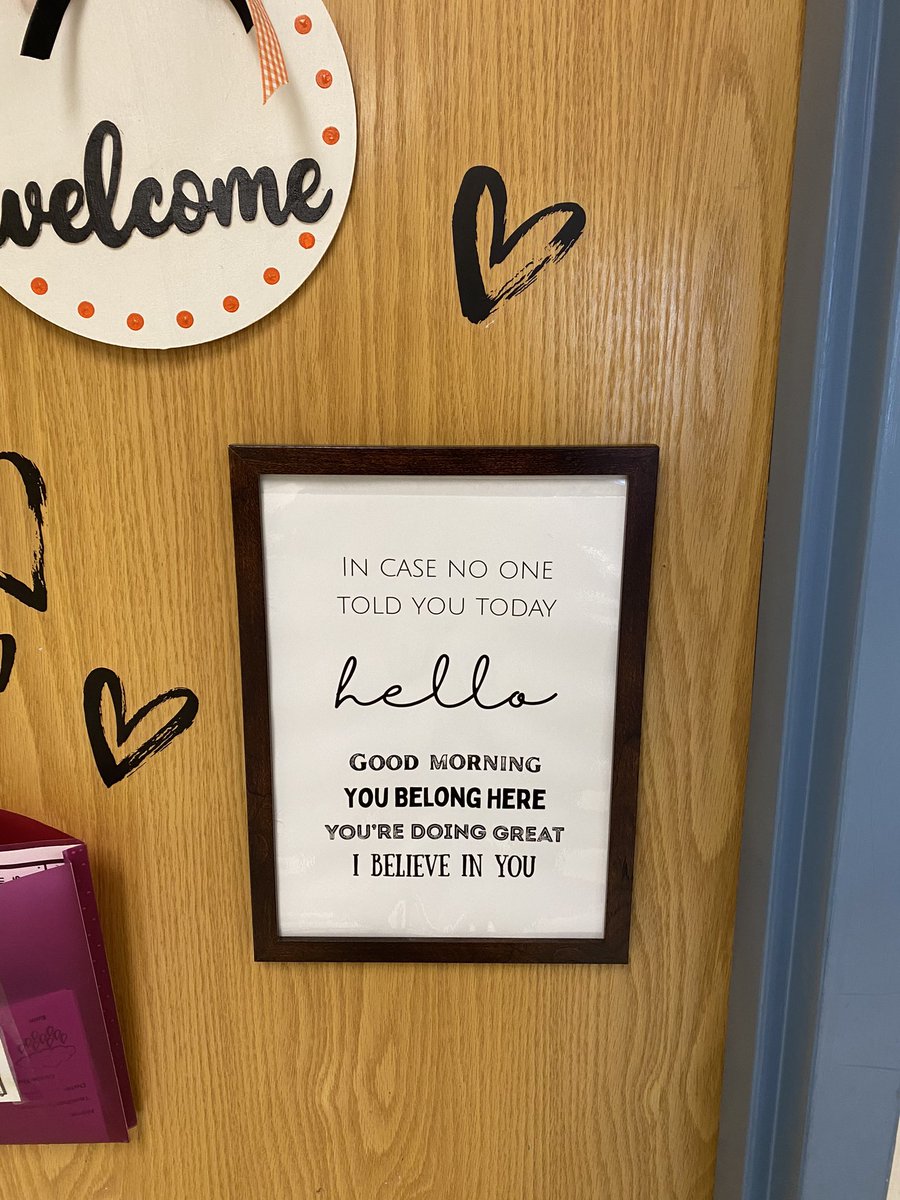 welcome
IN CASE NO ONE
TOLD YOU TODAY
hello
GOOD MORNING
YOU BELONG HERE
YOU'RE DOING GREAT
I BELIEVE IN YOU